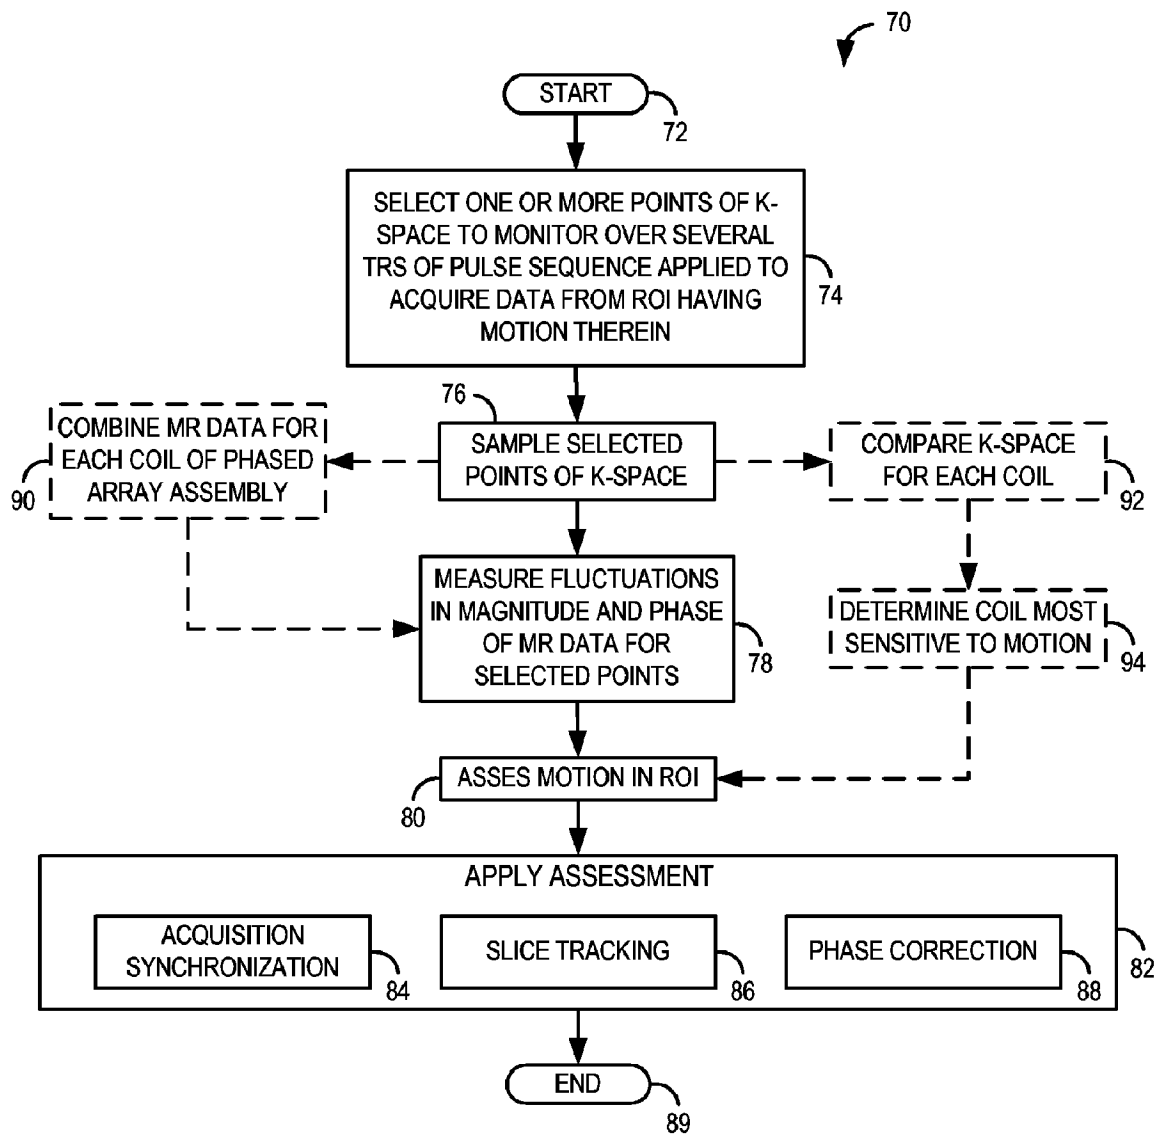 70
START
72
SELECT ONE OR MORE POINTS OF K-
SPACE TO MONITOR OVER SEVERAL
TRS OF PULSE SEQUENCE APPLIED TO
ACQUIRE DATA FROM ROI HAVING
MOTION THEREIN
74
76
SAMPLE SELECTED
POINTS OF K-SPACE
COMBINE MR DATA FOR
EACH COIL OF PHASED
ARRAY ASSEMBLY
90
COMPARE K-SPACE
FOR EACH COIL
92
MEASURE FLUCTUATIONS
IN MAGNITUDE AND PHASE
OF MR DATA FOR
SELECTED POINTS
78
DETERMINE COIL MOST
SENSITIVE TO MOTION
94
ASSES MOTION IN ROI
80
APPLY ASSESSMENT
82
ACQUISITION
SYNCHRONIZATION
84
SLICE TRACKING
86
PHASE CORRECTION
88
END
89